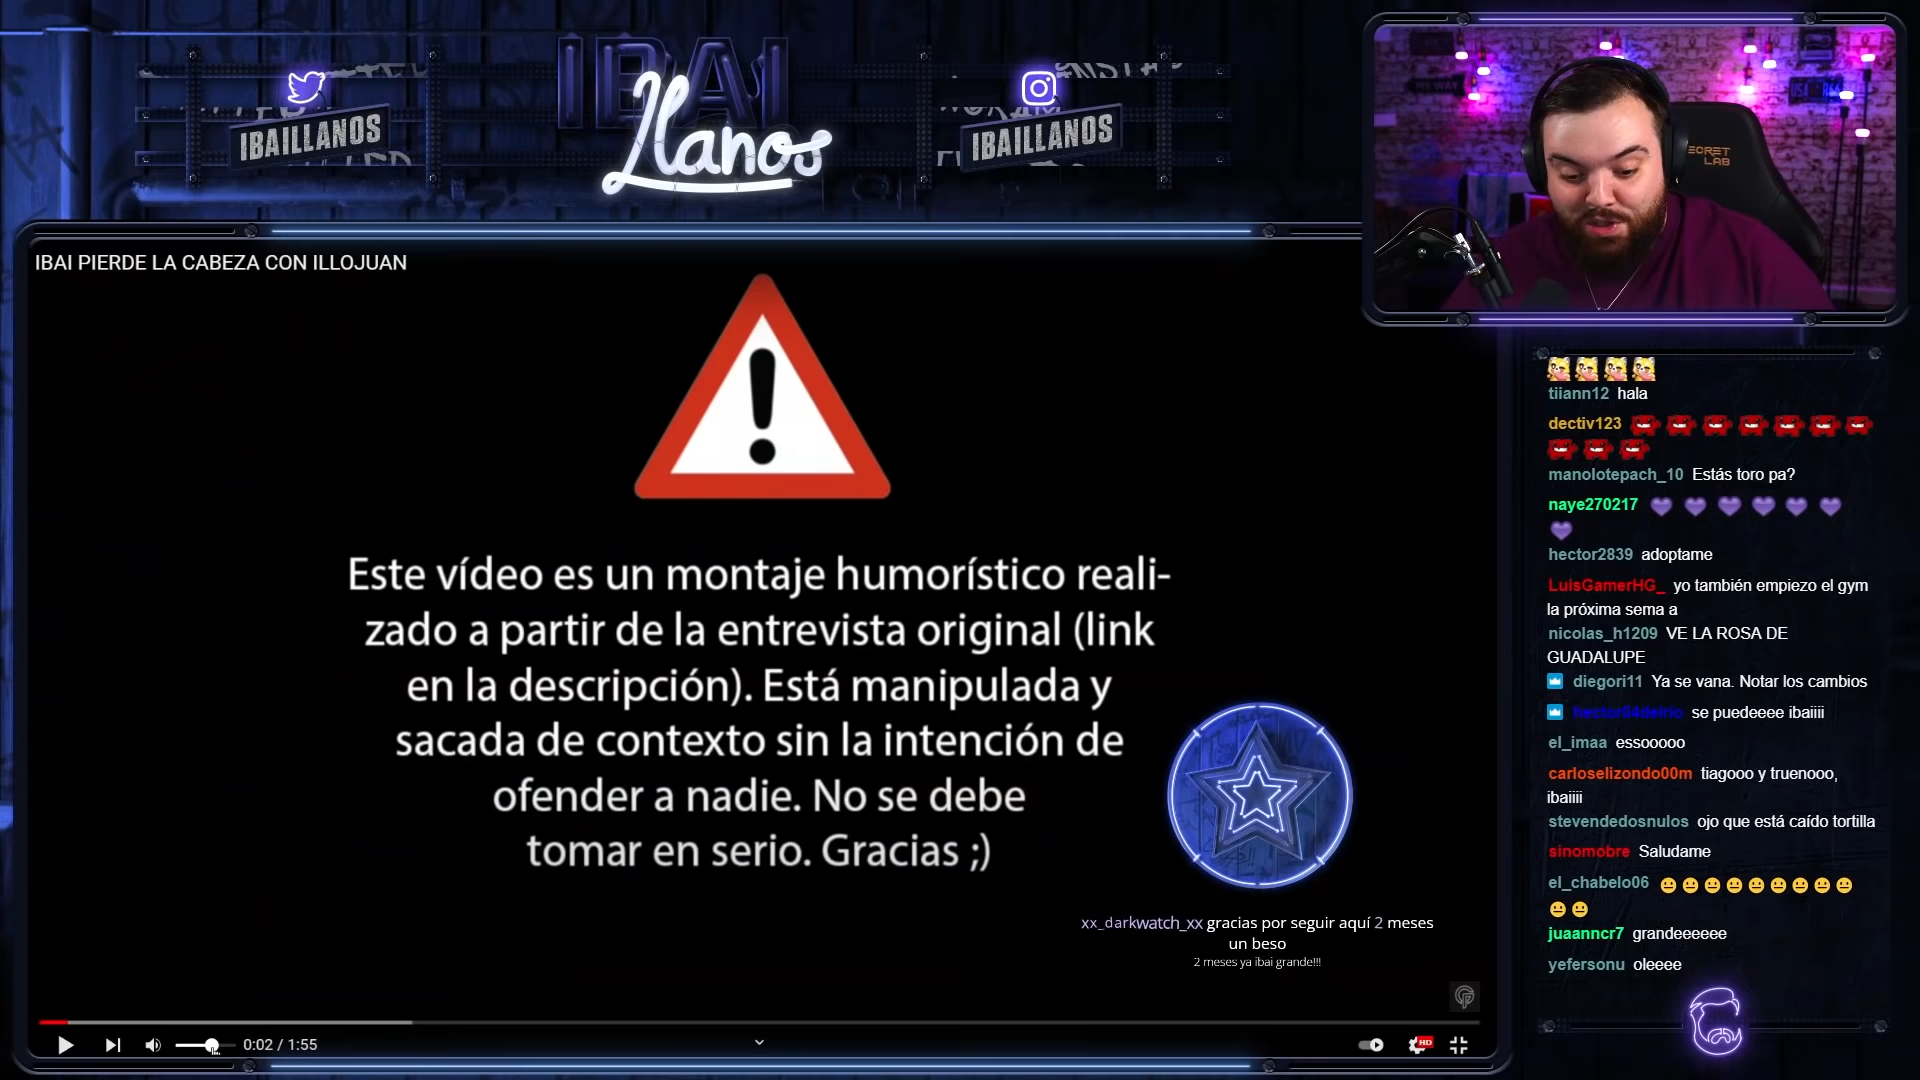 IBAI
Llanos
IBAILLANOS
IBAILLANOS
SECRET
LAB
IBAI PIERDE LA CABEZA CON ILLOJUAN
Este vídeo es un montaje humorístico reali-
zado a partir de la entrevista original (link
en la descripción). Está manipulada y
sacada de contexto sin la intención de
ofender a nadie. No se debe
tomar en serio. Gracias ;)
xx_darkwatch_xx gracias por seguir aquí 2 meses
un beso
2 meses ya ibai grande!!!
0:02 / 1:55
HD
tiiann12 hala
dectiv123
manolotepach_10 Estás toro pa?
naye270217
hector2839 adoptame
LuisGamerHG_ yo también empiezo el gym
la próxima sema a
nicolas_h1209 VE LA ROSA DE
GUADALUPE
diegori11 Ya se vana. Notar los cambios
hector04delrio se puedeeee ibaiiii
el_imaa essooooo
carloselizondo00m tiagooo y truenooo,
ibaiiii
stevendedosnulos ojo que está caído tortilla
sinomobre Saludame
el_chabelo06
juaanncr7 grandeeeeee
yefersonu oleeee